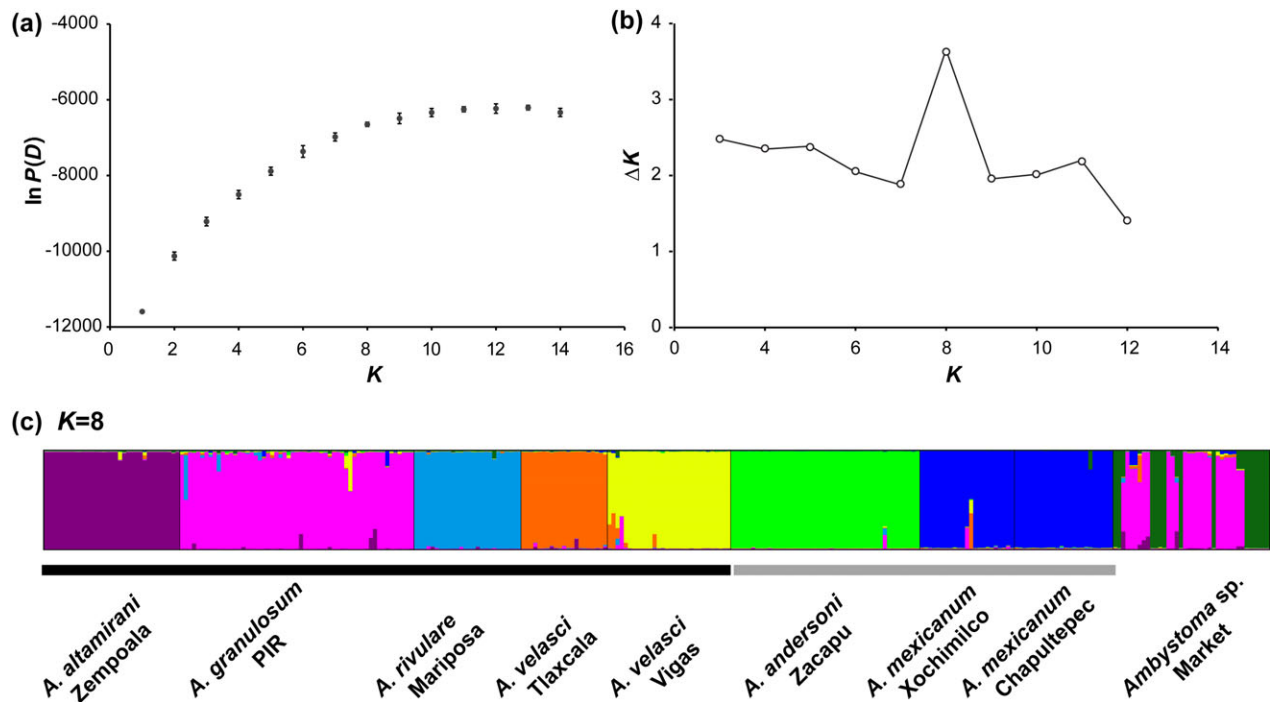 (a)
-4000
-6000
-8000
-10000
-12000
ln P(D)
0 2 4 6 8 10 12 14 16
K
(b)
4
3
2
1
0
ΔK
0 2 4 6 8 10 12 14
K
(c) K=8
A. altamirani
Zempoala
A. granulosum
PIR
A. rivulare
Mariposa
A. velasci
Tlaxcala
A. velasci
Vigas
A. andersoni
Zacapu
A. mexicanum
Xochimilco
A. mexicanum
Chapultepec
Ambystoma sp.
Market